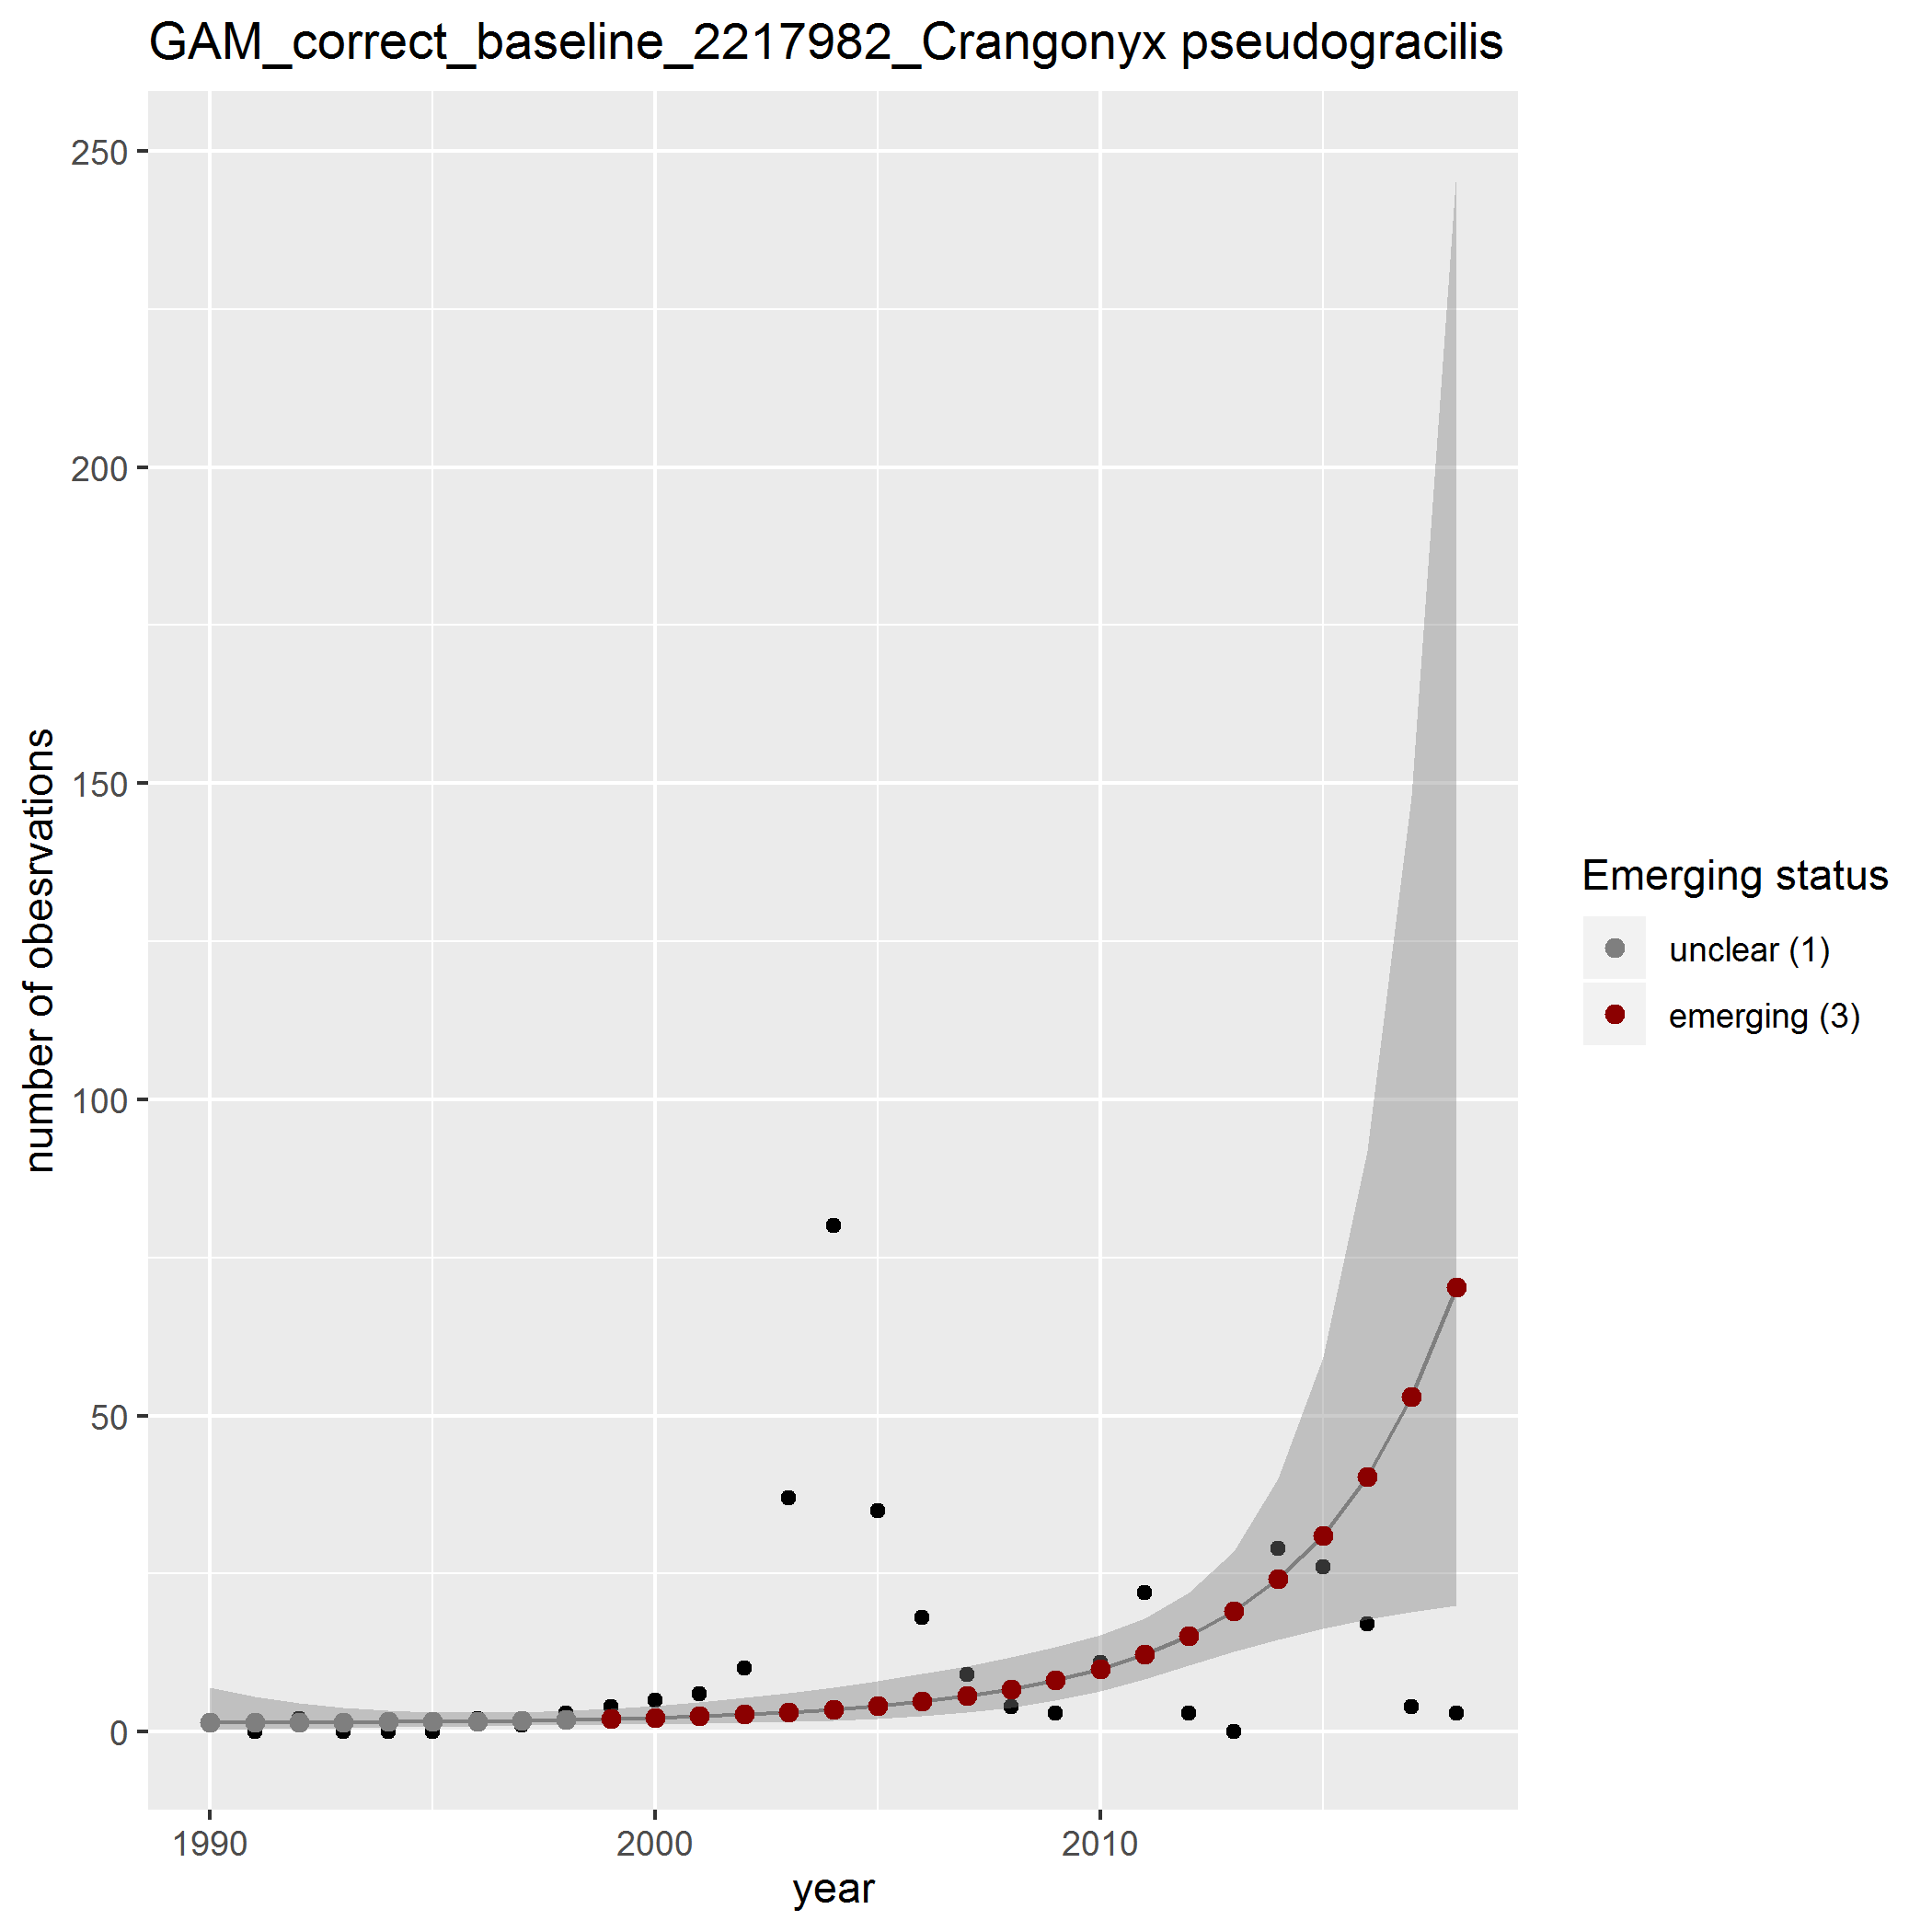 GAM_correct_baseline_2217982_Crangonyx pseudogracilis
250
200
150
100
50
0
number of obesrvations
1990
2000
2010
year
Emerging status
unclear (1)
emerging (3)